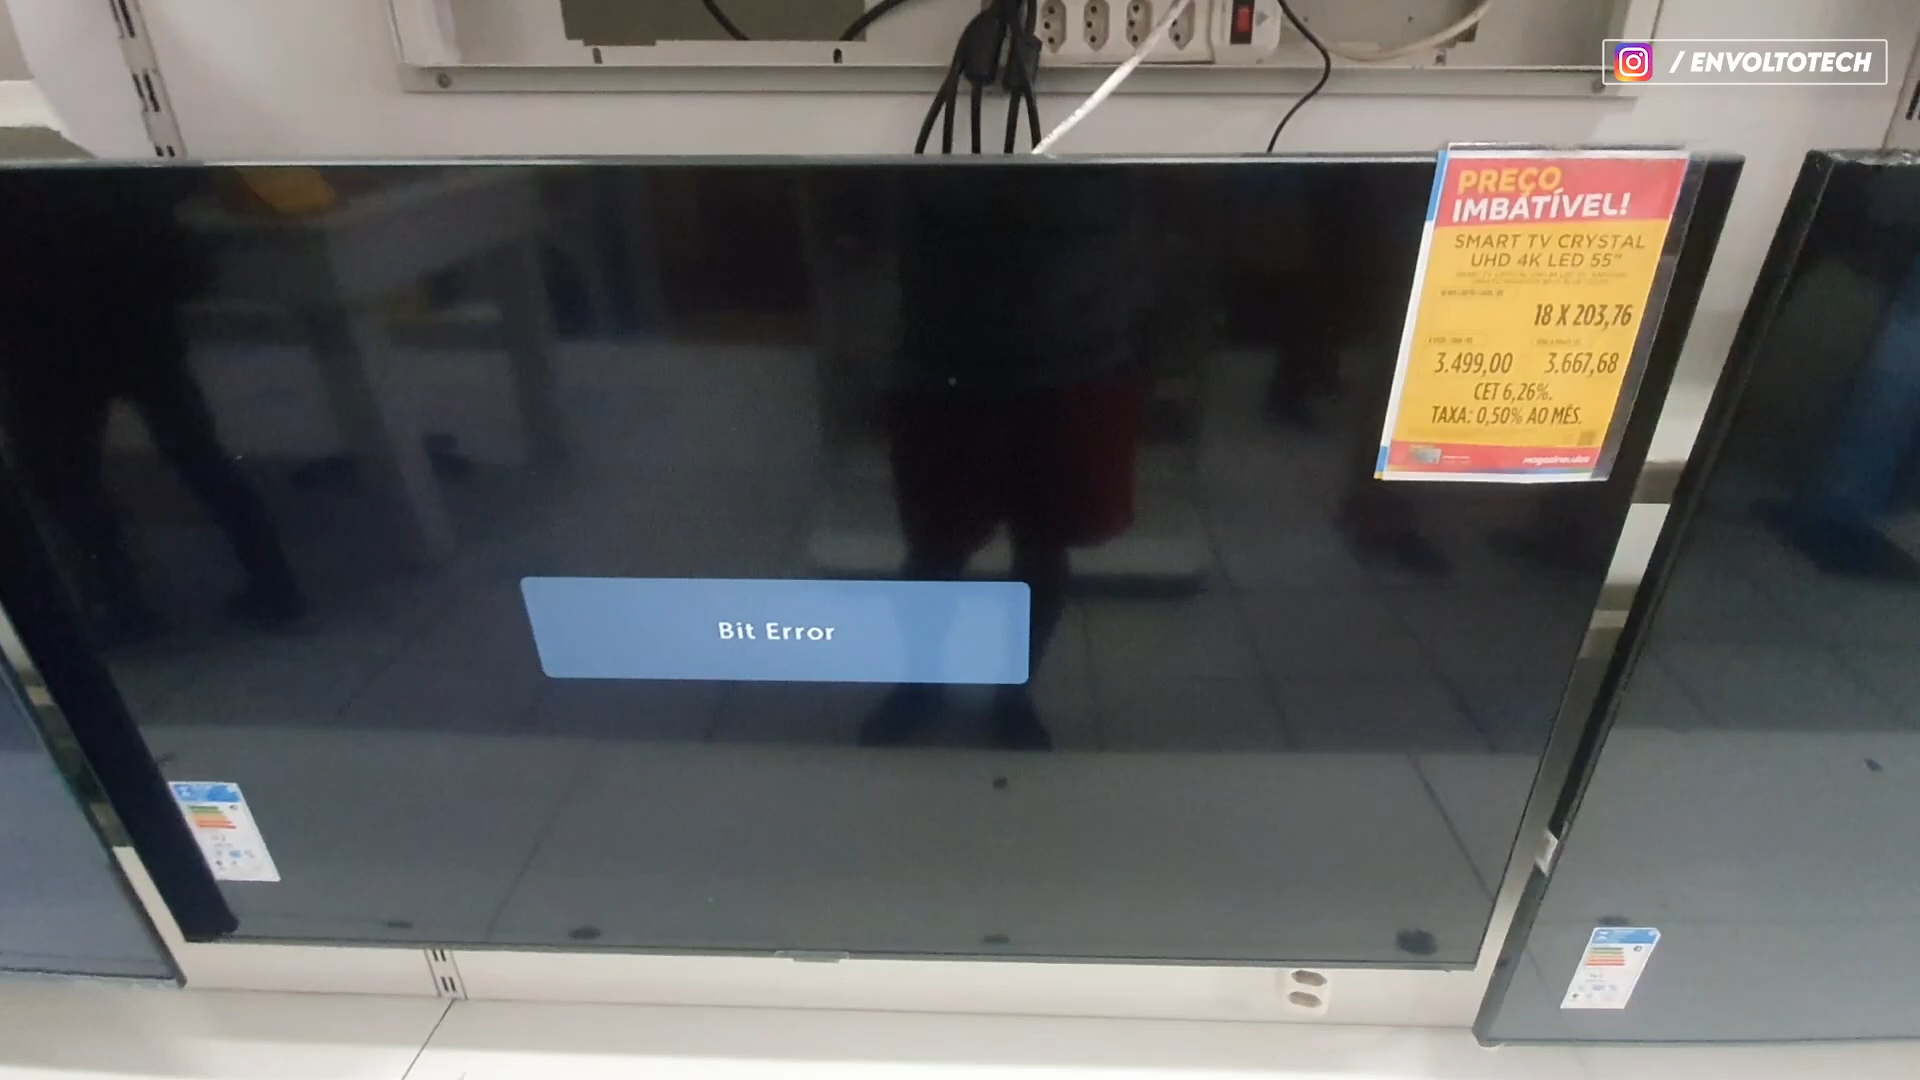 / ENVOLTOTECH
PREÇO
IMBATÍVEL!
SMART TV CRYSTAL
UHD 4K LED 55"
18 X 203,76
3.499,00 3.667,68
CET 6,26%.
TAXA: 0,50% AO MÊS.
Bit Error